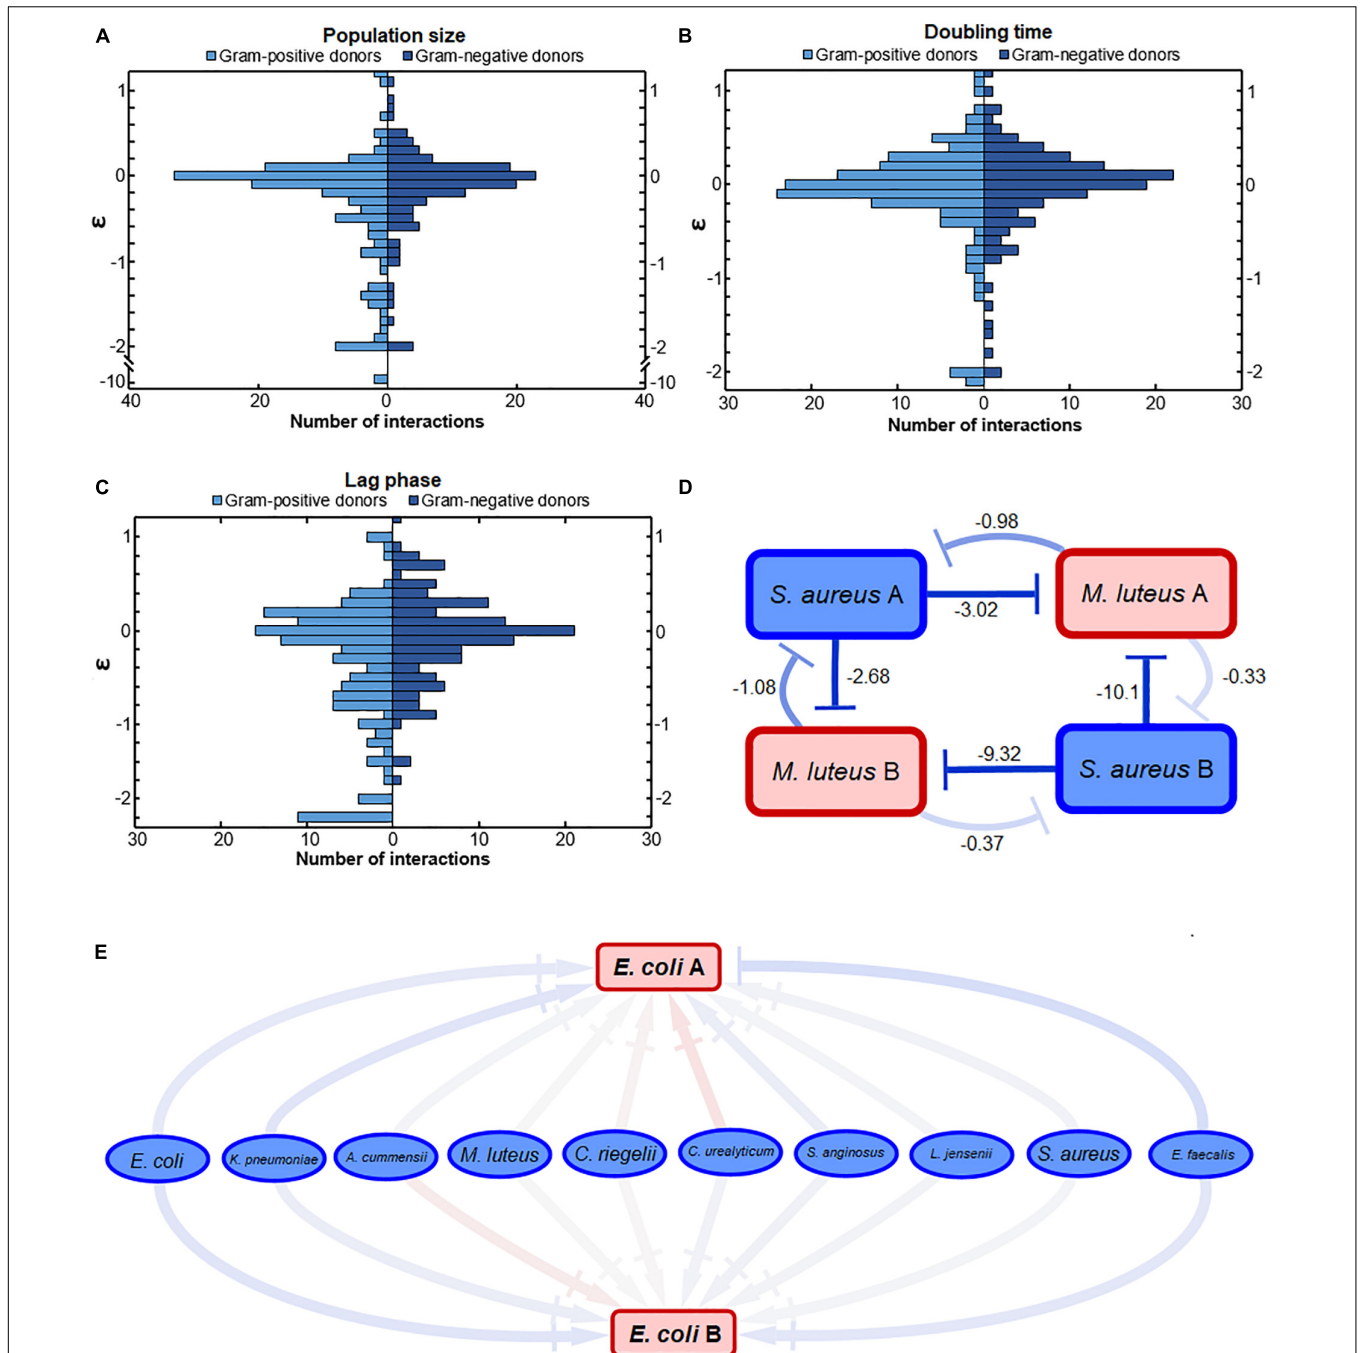 A
Population size
Gram-positive donors Gram-negative donors
1 1
0 0
ε
-1 -1
-2 -2
-10 -10
40 20 0 20 40
Number of interactions
B
Doubling time
Gram-positive donors Gram-negative donors
1 1
0 0
ε
-1 -1
-2 -2
30 20 10 0 10 20 30
Number of interactions
C
Lag phase
Gram-positive donors Gram-negative donors
1 1
0 0
ε
-1 -1
-2 -2
30 20 10 0 10 20 30
Number of interactions
D
-0.98
S. aureus A
M. luteus A
-3.02
-1.08
-2.68
-10.1
-0.33
M. luteus B
-9.32
S. aureus B
-0.37
E
E. coli A
E. coli
K. pneumoniae
A. cummensii
M. luteus
C. riegelii
C. urealyticum
S. anginosus
L. jensenii
S. aureus
E. faecalis
E. coli B